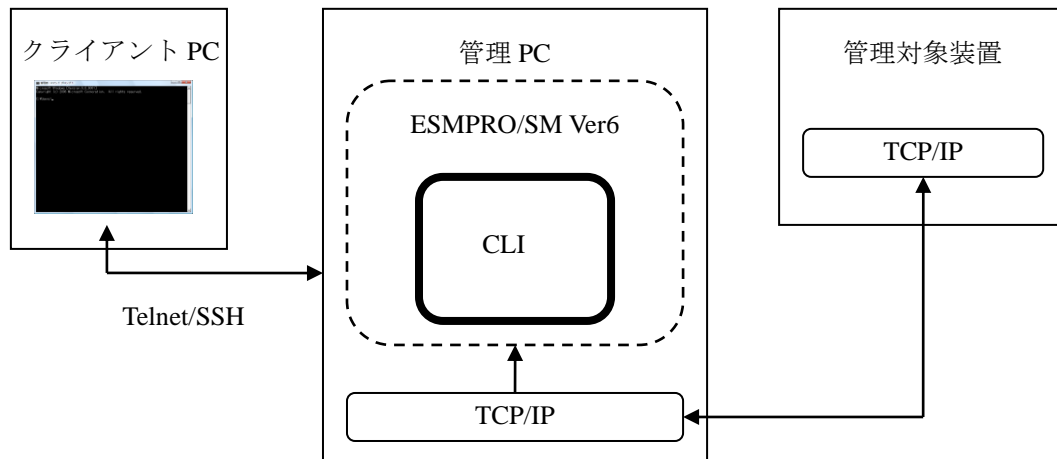 クライアント PC
管理 PC
ESMPRO/SM Ver6
CLI
TCP/IP
管理対象装置
TCP/IP
Telnet/SSH